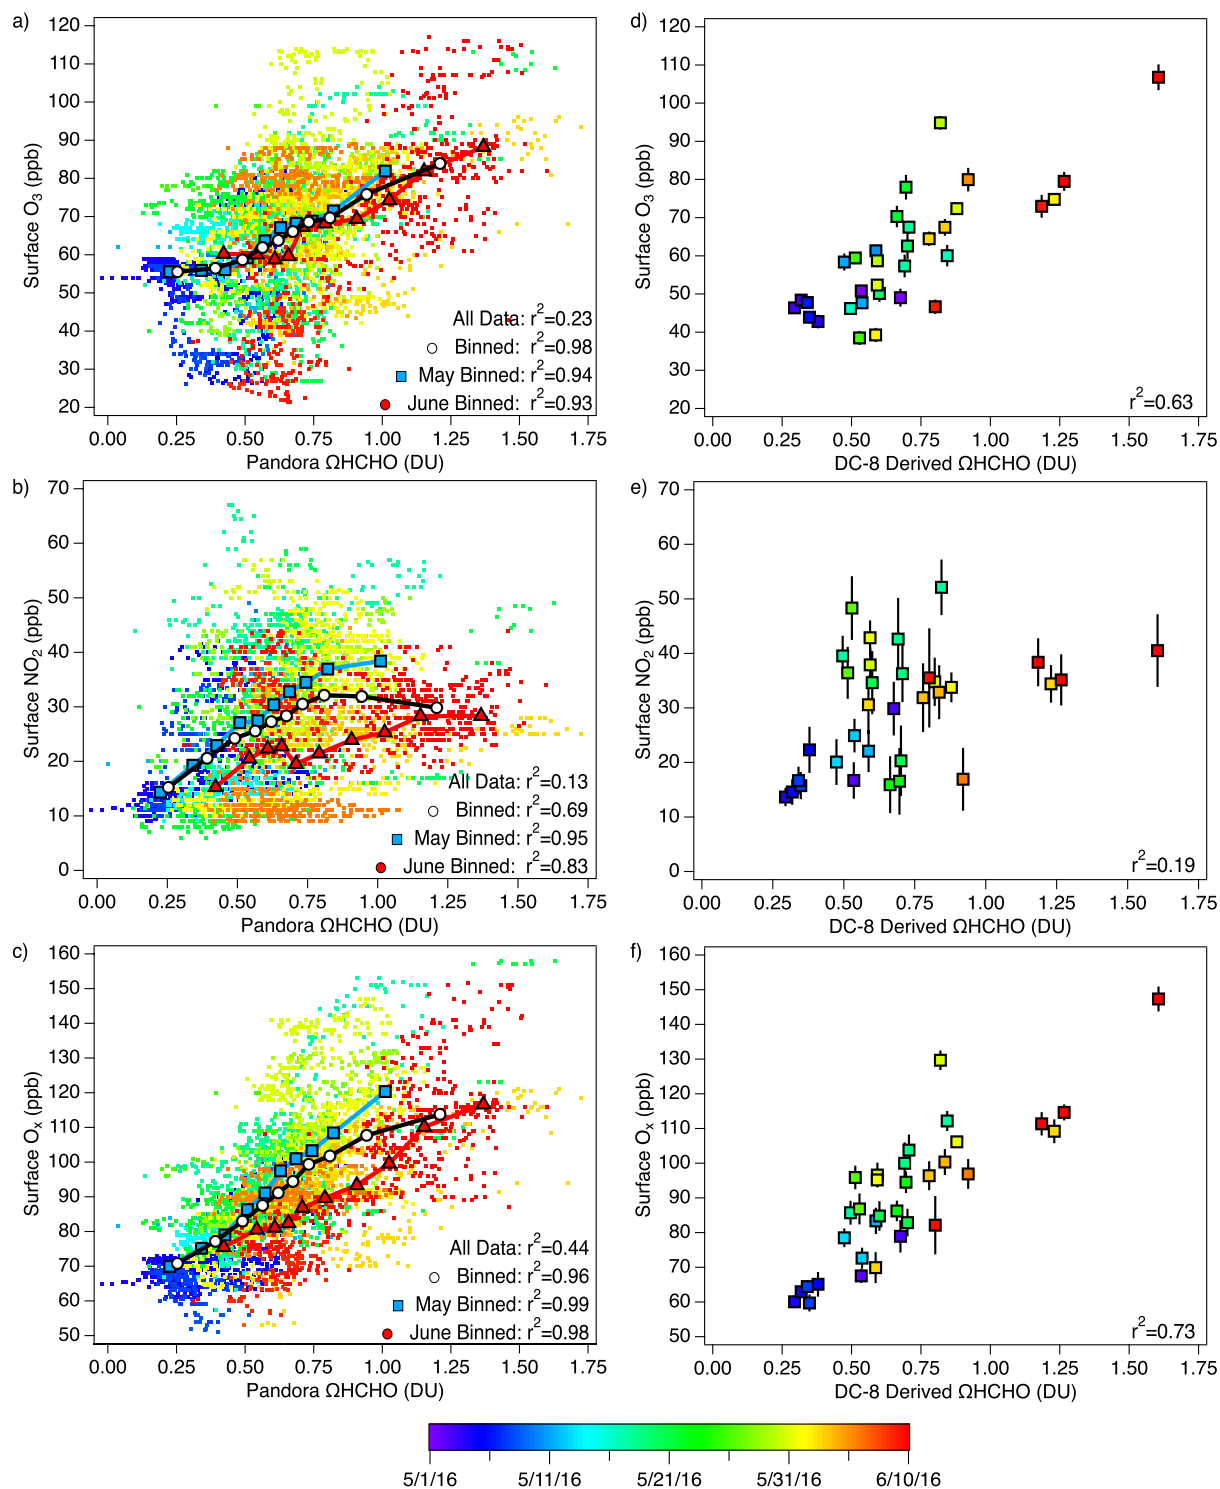 a)
120
110
100
90
80
70
60
50
40
30
20
Surface O3 (ppb)
All Data: r2=0.23
Binned: r2=0.98
May Binned: r2=0.94
June Binned: r2=0.93
0.00 0.25 0.50 0.75 1.00 1.25 1.50 1.75
Pandora ΩHCHO (DU)
d)
120
110
100
90
80
70
60
50
40
30
20
Surface O3 (ppb)
r2=0.63
0.00 0.25 0.50 0.75 1.00 1.25 1.50 1.75
DC-8 Derived ΩHCHO (DU)
b)
70
60
50
40
30
20
10
0
Surface NO2 (ppb)
All Data: r2=0.13
Binned: r2=0.69
May Binned: r2=0.95
June Binned: r2=0.83
0.00 0.25 0.50 0.75 1.00 1.25 1.50 1.75
Pandora ΩHCHO (DU)
e)
70
60
50
40
30
20
10
0
Surface NO2 (ppb)
r2=0.19
0.00 0.25 0.50 0.75 1.00 1.25 1.50 1.75
DC-8 Derived ΩHCHO (DU)
c)
160
150
140
130
120
110
100
90
80
70
60
50
Surface Ox (ppb)
All Data: r2=0.44
Binned: r2=0.96
May Binned: r2=0.99
June Binned: r2=0.98
0.00 0.25 0.50 0.75 1.00 1.25 1.50 1.75
Pandora ΩHCHO (DU)
f)
160
150
140
130
120
110
100
90
80
70
60
50
Surface Ox (ppb)
r2=0.73
0.00 0.25 0.50 0.75 1.00 1.25 1.50 1.75
DC-8 Derived ΩHCHO (DU)
5/1/16 5/11/16 5/21/16 5/31/16 6/10/16